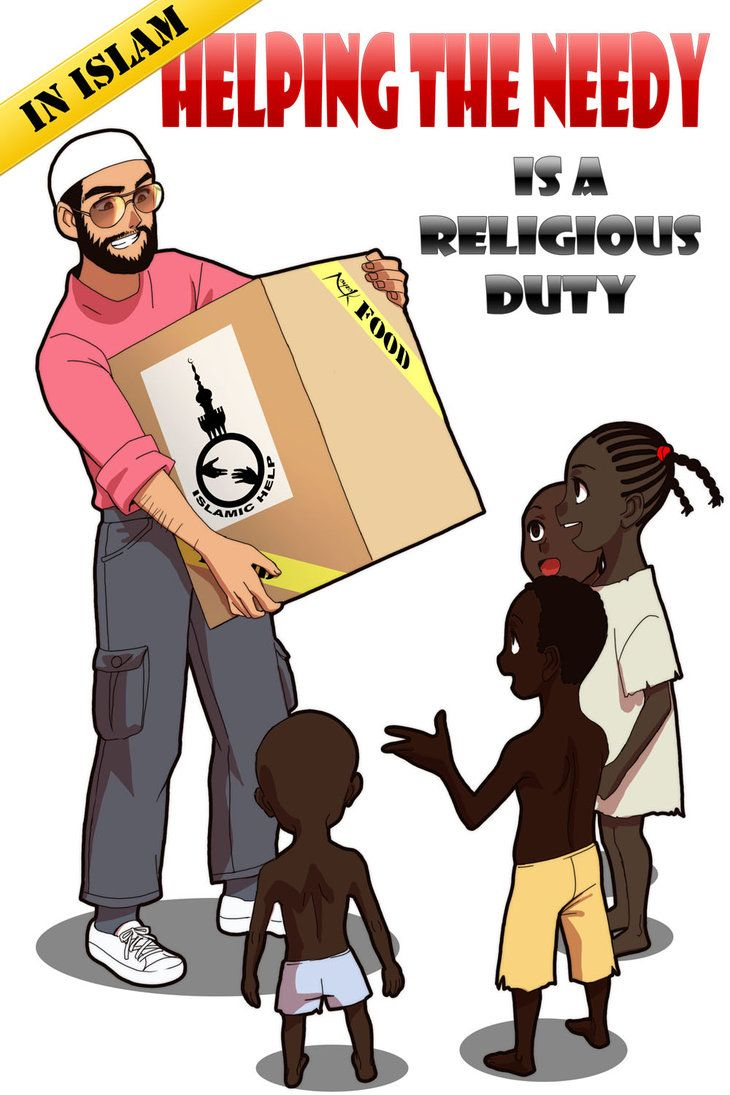 IN ISLAM
HELPING THE NEEDY
IS A
RELIGIOUS
DUTY
FOOD
ISLAMIC HELP